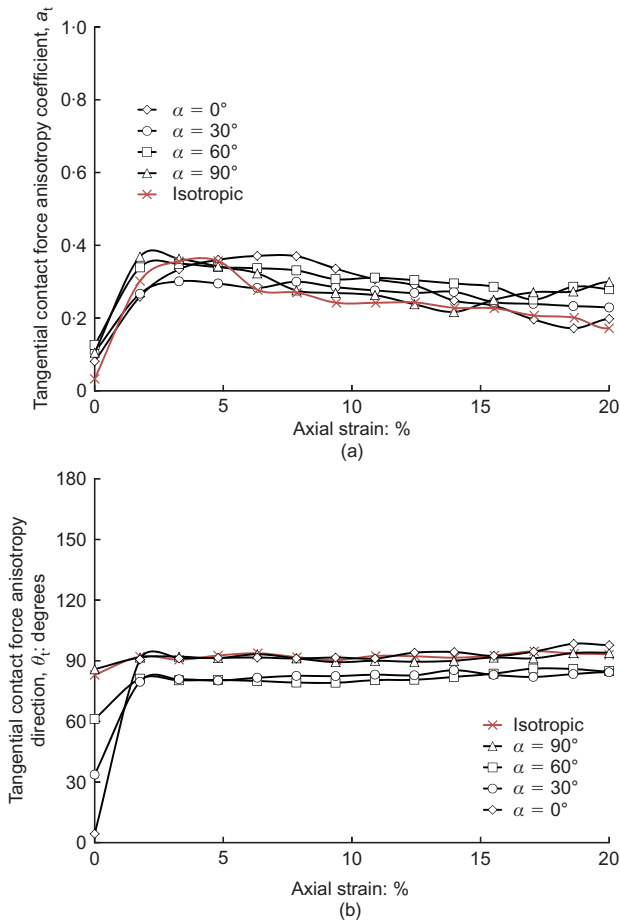 Tangential contact force anisotropy coefficient, a_t
1·0
0·8
0·6
0·4
0·2
0
α = 0°
α = 30°
α = 60°
α = 90°
Isotropic
0 5 10 15 20
Axial strain: %
(a)
Tangential contact force anisotropy
direction, θ_t: degrees
180
150
120
90
60
30
0
Isotropic
α = 90°
α = 60°
α = 30°
α = 0°
0 5 10 15 20
Axial strain: %
(b)